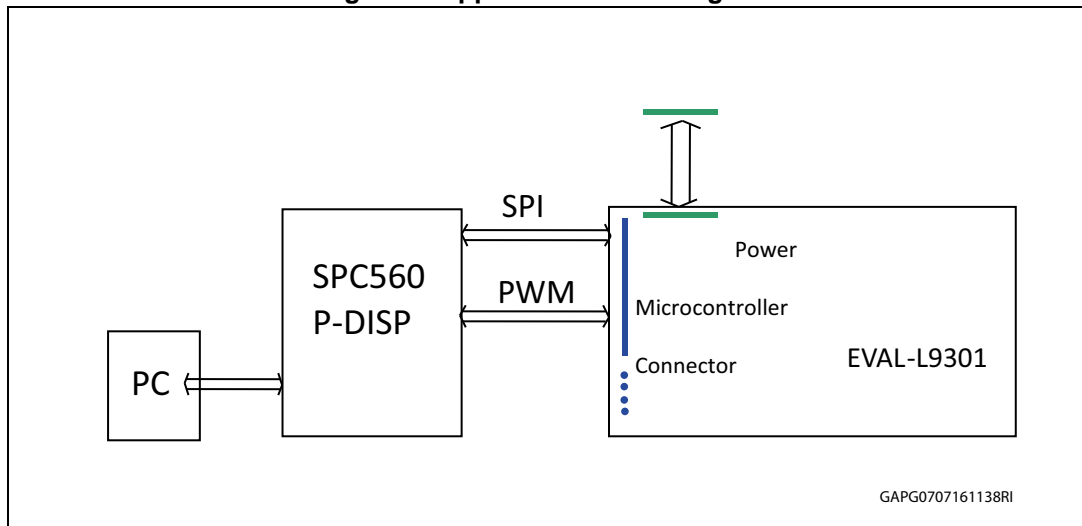 SPI
Power
SPC560
P-DISP
PWM
Microcontroller
EVAL-L9301
Connector
PC
GAPG0707161138RI